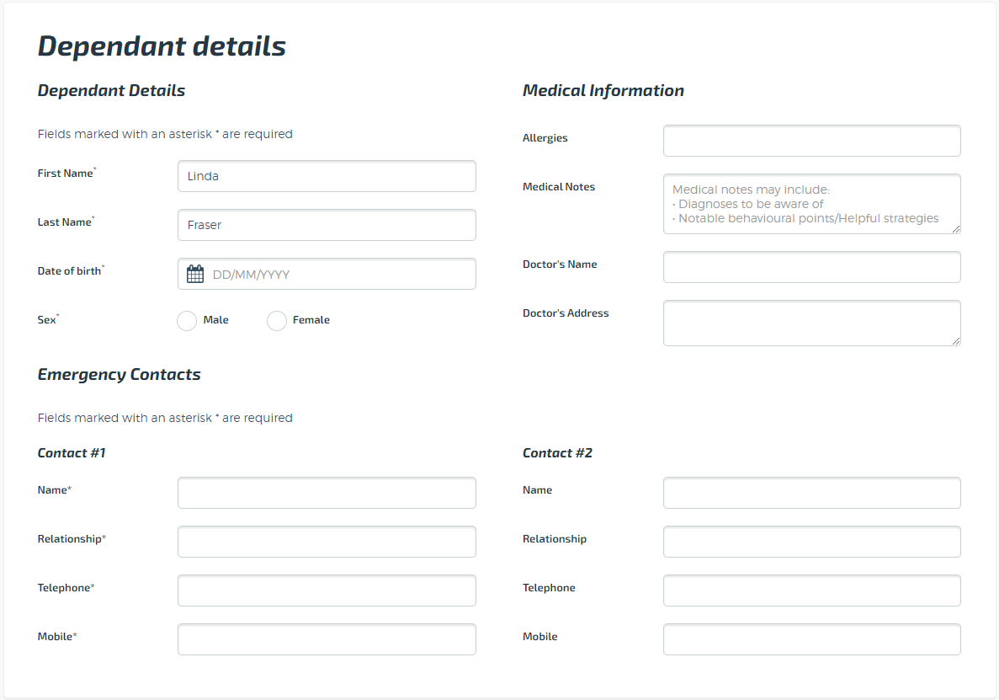 Dependant details
Dependant Details
Fields marked with an asterisk * are required
First Name*
Linda
Last Name*
Fraser
Date of birth*
DD/MM/YYYY
Sex*
Male
Female
Medical Information
Allergies
Medical Notes
Medical notes may include:
• Diagnoses to be aware of
• Notable behavioural points/Helpful strategies
Doctor's Name
Doctor's Address
Emergency Contacts
Fields marked with an asterisk * are required
Contact #1
Name*
Relationship*
Telephone*
Mobile*
Contact #2
Name
Relationship
Telephone
Mobile